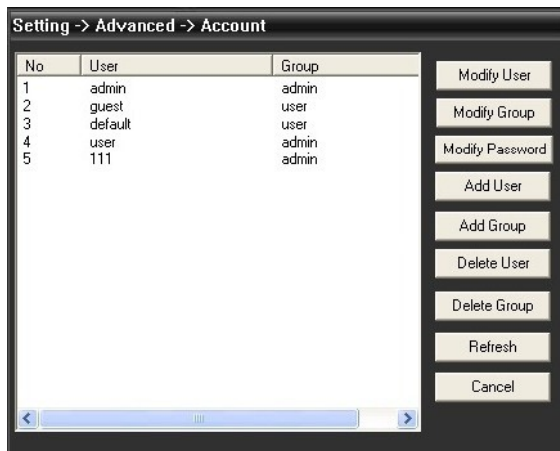 Setting -> Advanced -> Account
No User Group
1 admin admin
2 guest user
3 default user
4 user admin
5 111 admin
Modify User
Modify Group
Modify Password
Add User
Add Group
Delete User
Delete Group
Refresh
Cancel